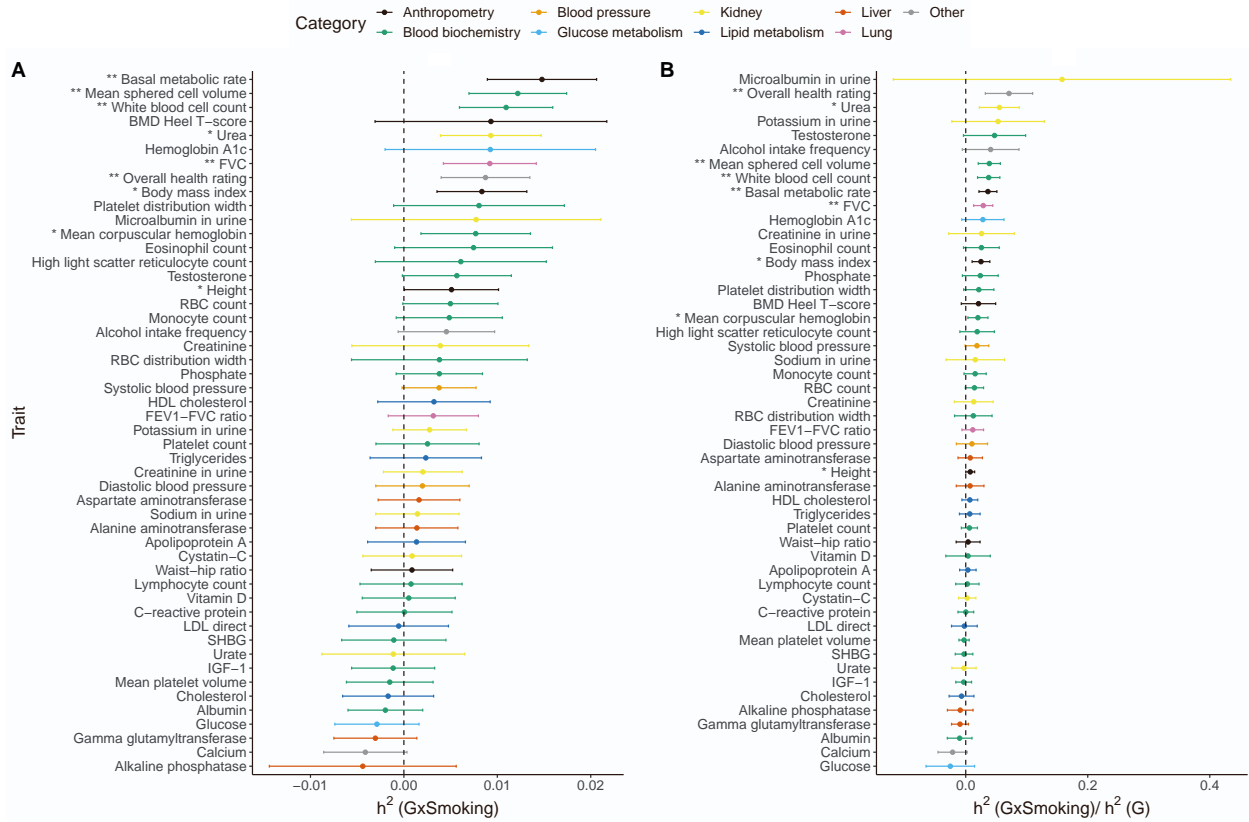 Category
Anthropometry
Blood pressure
Kidney
Liver
Other
Blood biochemistry
Glucose metabolism
Lipid metabolism
Lung
A
Trait
** Basal metabolic rate
** Mean sphered cell volume
** White blood cell count
BMD Heel T−score
* Urea
Hemoglobin A1c
** FVC
** Overall health rating
* Body mass index
Platelet distribution width
Microalbumin in urine
* Mean corpuscular hemoglobin
Eosinophil count
High light scatter reticulocyte count
Testosterone
* Height
RBC count
Monocyte count
Alcohol intake frequency
Creatinine
RBC distribution width
Phosphate
Systolic blood pressure
HDL cholesterol
FEV1−FVC ratio
Potassium in urine
Platelet count
Triglycerides
Creatinine in urine
Diastolic blood pressure
Aspartate aminotransferase
Sodium in urine
Alanine aminotransferase
Apolipoprotein A
Cystatin−C
Waist−hip ratio
Lymphocyte count
Vitamin D
C−reactive protein
LDL direct
SHBG
Urate
IGF−1
Mean platelet volume
Cholesterol
Albumin
Glucose
Gamma glutamyltransferase
Calcium
Alkaline phosphatase
−0.01 0.00 0.01 0.02
h² (GxSmoking)
B
Microalbumin in urine
** Overall health rating
* Urea
Potassium in urine
Testosterone
Alcohol intake frequency
** Mean sphered cell volume
** White blood cell count
** Basal metabolic rate
** FVC
Hemoglobin A1c
Creatinine in urine
Eosinophil count
* Body mass index
Phosphate
Platelet distribution width
BMD Heel T−score
* Mean corpuscular hemoglobin
High light scatter reticulocyte count
Systolic blood pressure
Sodium in urine
Monocyte count
RBC count
Creatinine
RBC distribution width
FEV1−FVC ratio
Diastolic blood pressure
Aspartate aminotransferase
* Height
Alanine aminotransferase
HDL cholesterol
Triglycerides
Platelet count
Waist−hip ratio
Vitamin D
Apolipoprotein A
Lymphocyte count
Cystatin−C
C−reactive protein
LDL direct
Mean platelet volume
SHBG
Urate
IGF−1
Cholesterol
Alkaline phosphatase
Gamma glutamyltransferase
Albumin
Calcium
Glucose
0.0 0.2 0.4
h² (GxSmoking)/ h² (G)